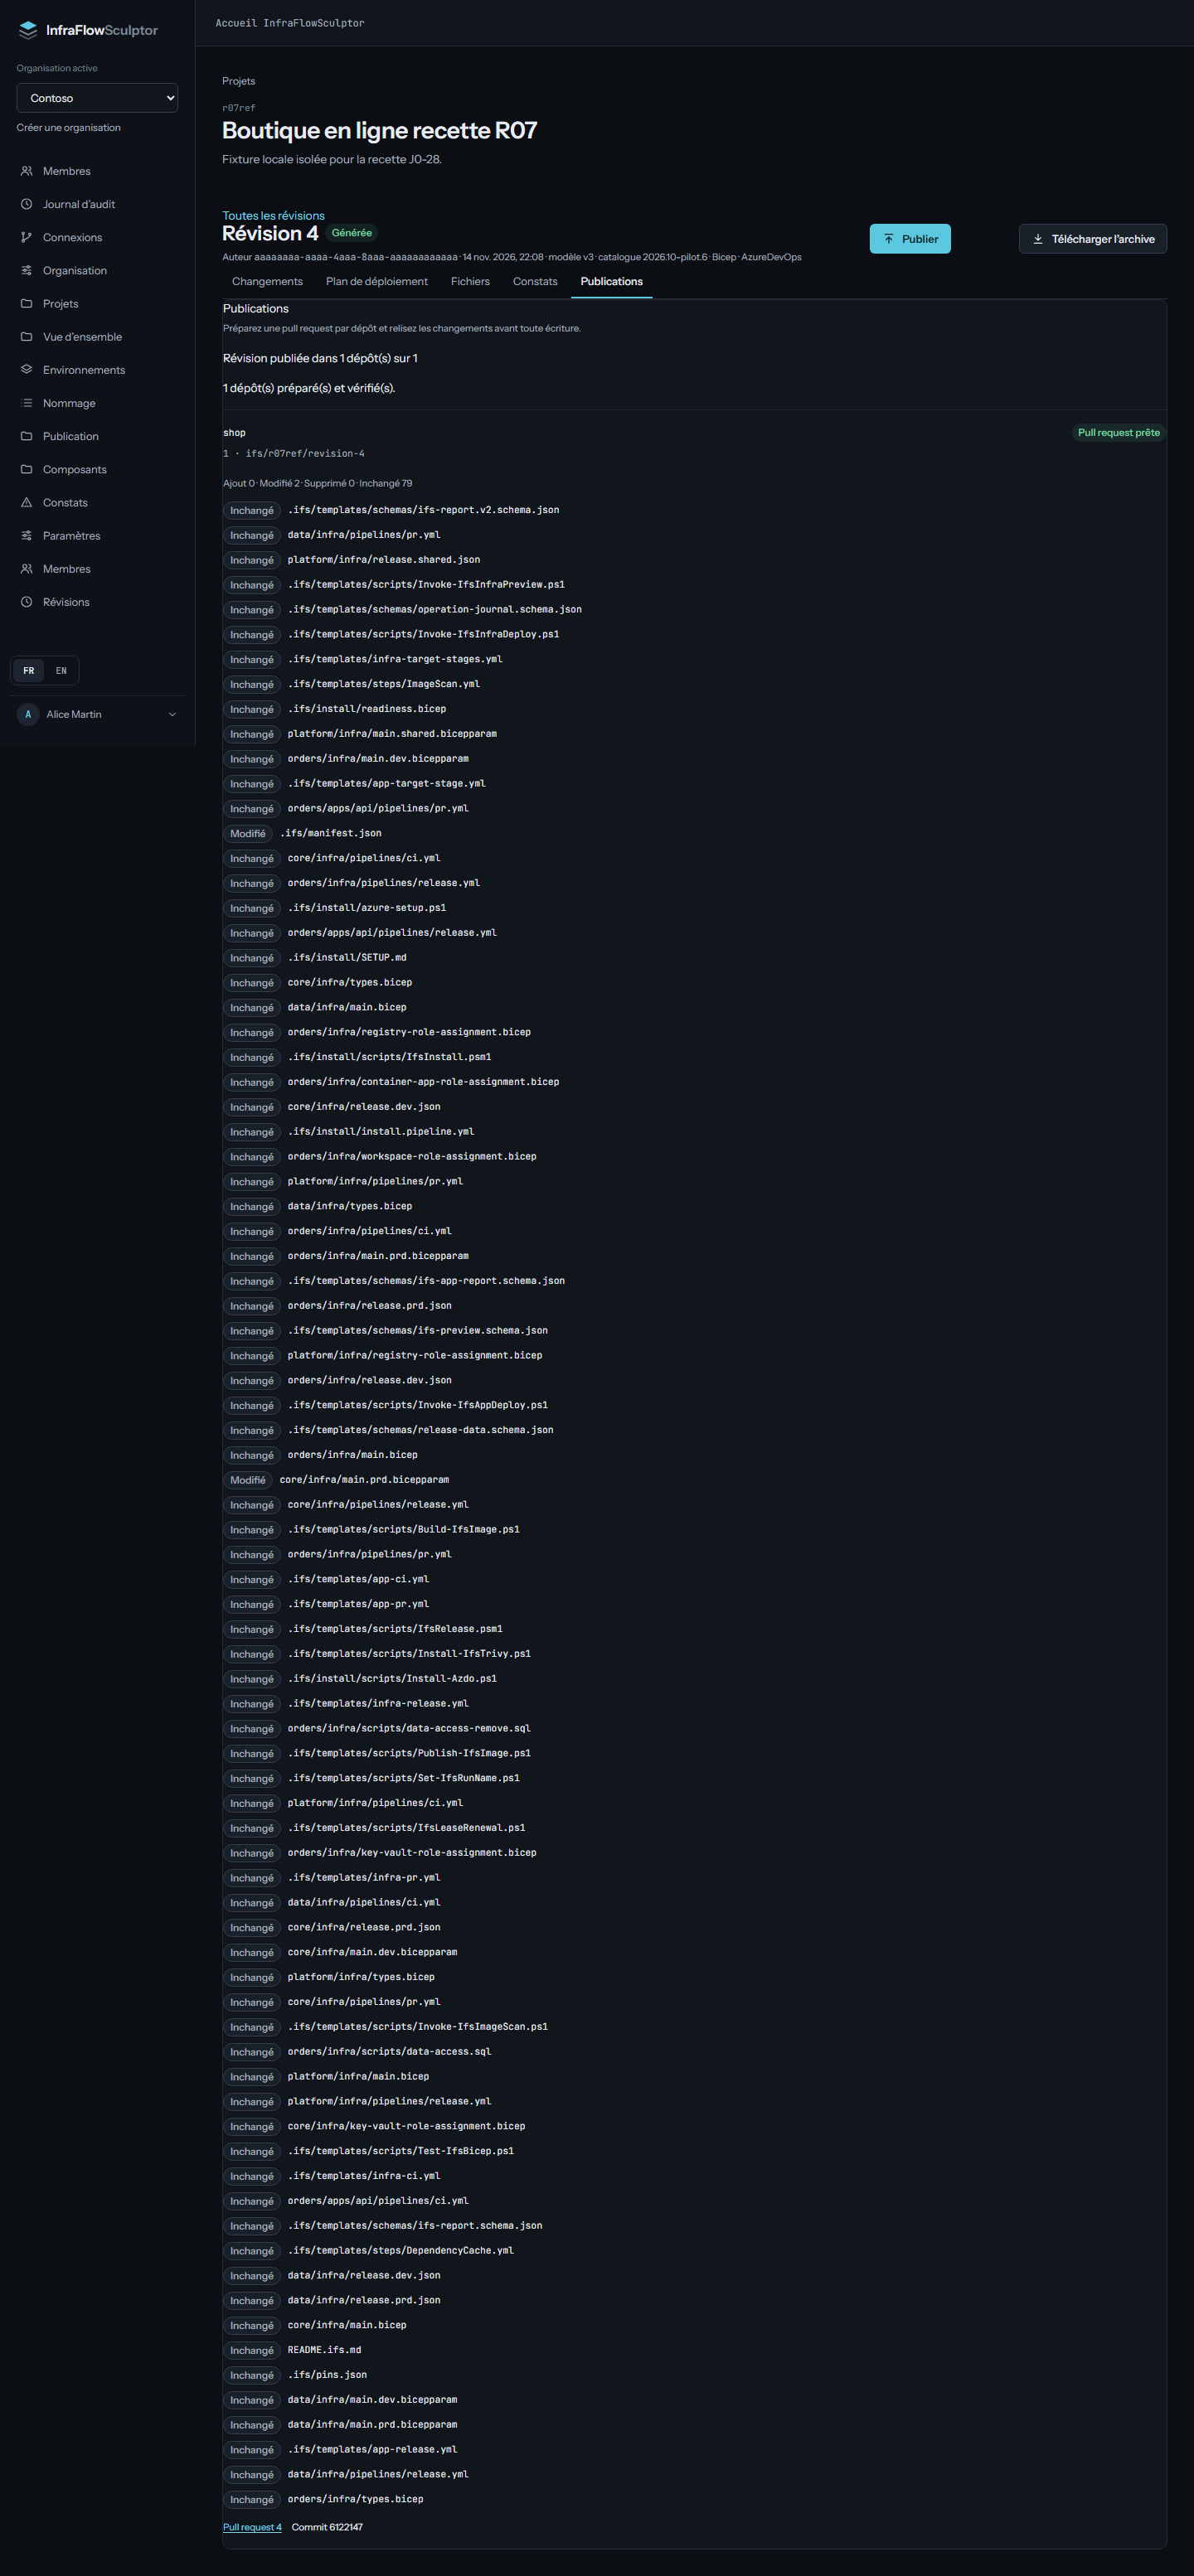 InfraFlowSculptor
Accueil InfraFlowSculptor
Organisation active
Contoso
Créer une organisation
Membres
Journal d'audit
Connexions
Organisation
Projets
Vue d'ensemble
Environnements
Nommage
Publication
Composants
Constats
Paramètres
Membres
Révisions
FR EN
A Alice Martin
Projets
r07ref
Boutique en ligne recette R07
Fixture locale isolée pour la recette J0-28.
Toutes les révisions
Révision 4 Générée
Publier
Télécharger l'archive
Auteur aaaaaaaa-aaaa-4aaa-8aaa-aaaaaaaaaaaa · 14 nov. 2026, 22:08 · modèle v3 · catalogue 2026.10-pilot.6 · Bicep · AzureDevOps
Changements Plan de déploiement Fichiers Constats Publications
Publications
Préparez une pull request par dépôt et relisez les changements avant toute écriture.
Révision publiée dans 1 dépôt(s) sur 1
1 dépôt(s) préparé(s) et vérifié(s).
shop
Pull request prête
1 · ifs/r07ref/revision-4
Ajout 0 · Modifié 2 · Supprimé 0 · Inchangé 79
Inchangé .ifs/templates/schemas/ifs-report.v2.schema.json
Inchangé data/infra/pipelines/pr.yml
Inchangé platform/infra/release.shared.json
Inchangé .ifs/templates/scripts/Invoke-IfsInfraPreview.ps1
Inchangé .ifs/templates/schemas/operation-journal.schema.json
Inchangé .ifs/templates/scripts/Invoke-IfsInfraDeploy.ps1
Inchangé .ifs/templates/infra-target-stages.yml
Inchangé .ifs/templates/steps/ImageScan.yml
Inchangé .ifs/install/readiness.bicep
Inchangé platform/infra/main.shared.bicepparam
Inchangé orders/infra/main.dev.bicepparam
Inchangé .ifs/templates/app-target-stage.yml
Inchangé orders/apps/api/pipelines/pr.yml
Modifié .ifs/manifest.json
Inchangé core/infra/pipelines/ci.yml
Inchangé orders/infra/pipelines/release.yml
Inchangé .ifs/install/azure-setup.ps1
Inchangé orders/apps/api/pipelines/release.yml
Inchangé .ifs/install/SETUP.md
Inchangé core/infra/types.bicep
Inchangé data/infra/main.bicep
Inchangé orders/infra/registry-role-assignment.bicep
Inchangé .ifs/install/scripts/IfsInstall.psm1
Inchangé orders/infra/container-app-role-assignment.bicep
Inchangé core/infra/release.dev.json
Inchangé .ifs/install/install.pipeline.yml
Inchangé orders/infra/workspace-role-assignment.bicep
Inchangé platform/infra/pipelines/pr.yml
Inchangé data/infra/types.bicep
Inchangé orders/infra/pipelines/ci.yml
Inchangé orders/infra/main.prd.bicepparam
Inchangé .ifs/templates/schemas/ifs-app-report.schema.json
Inchangé orders/infra/release.prd.json
Inchangé .ifs/templates/schemas/ifs-preview.schema.json
Inchangé platform/infra/registry-role-assignment.bicep
Inchangé orders/infra/release.dev.json
Inchangé .ifs/templates/scripts/Invoke-IfsAppDeploy.ps1
Inchangé .ifs/templates/schemas/release-data.schema.json
Inchangé orders/infra/main.bicep
Modifié core/infra/main.prd.bicepparam
Inchangé core/infra/pipelines/release.yml
Inchangé .ifs/templates/scripts/Build-IfsImage.ps1
Inchangé orders/infra/pipelines/pr.yml
Inchangé .ifs/templates/app-ci.yml
Inchangé .ifs/templates/app-pr.yml
Inchangé .ifs/templates/scripts/IfsRelease.psm1
Inchangé .ifs/templates/scripts/Install-IfsTrivy.ps1
Inchangé .ifs/install/scripts/Install-Azdo.ps1
Inchangé .ifs/templates/infra-release.yml
Inchangé orders/infra/scripts/data-access-remove.sql
Inchangé .ifs/templates/scripts/Publish-IfsImage.ps1
Inchangé .ifs/templates/scripts/Set-IfsRunName.ps1
Inchangé platform/infra/pipelines/ci.yml
Inchangé .ifs/templates/scripts/IfsLeaseRenewal.ps1
Inchangé orders/infra/key-vault-role-assignment.bicep
Inchangé .ifs/templates/infra-pr.yml
Inchangé data/infra/pipelines/ci.yml
Inchangé core/infra/release.prd.json
Inchangé core/infra/main.dev.bicepparam
Inchangé platform/infra/types.bicep
Inchangé core/infra/pipelines/pr.yml
Inchangé .ifs/templates/scripts/Invoke-IfsImageScan.ps1
Inchangé orders/infra/scripts/data-access.sql
Inchangé platform/infra/main.bicep
Inchangé platform/infra/pipelines/release.yml
Inchangé core/infra/key-vault-role-assignment.bicep
Inchangé .ifs/templates/scripts/Test-IfsBicep.ps1
Inchangé .ifs/templates/infra-ci.yml
Inchangé orders/apps/api/pipelines/ci.yml
Inchangé .ifs/templates/schemas/ifs-report.schema.json
Inchangé .ifs/templates/steps/DependencyCache.yml
Inchangé data/infra/release.dev.json
Inchangé data/infra/release.prd.json
Inchangé core/infra/main.bicep
Inchangé README.ifs.md
Inchangé .ifs/pins.json
Inchangé data/infra/main.dev.bicepparam
Inchangé data/infra/main.prd.bicepparam
Inchangé .ifs/templates/app-release.yml
Inchangé data/infra/pipelines/release.yml
Inchangé orders/infra/types.bicep
Pull request 4 Commit 6122147